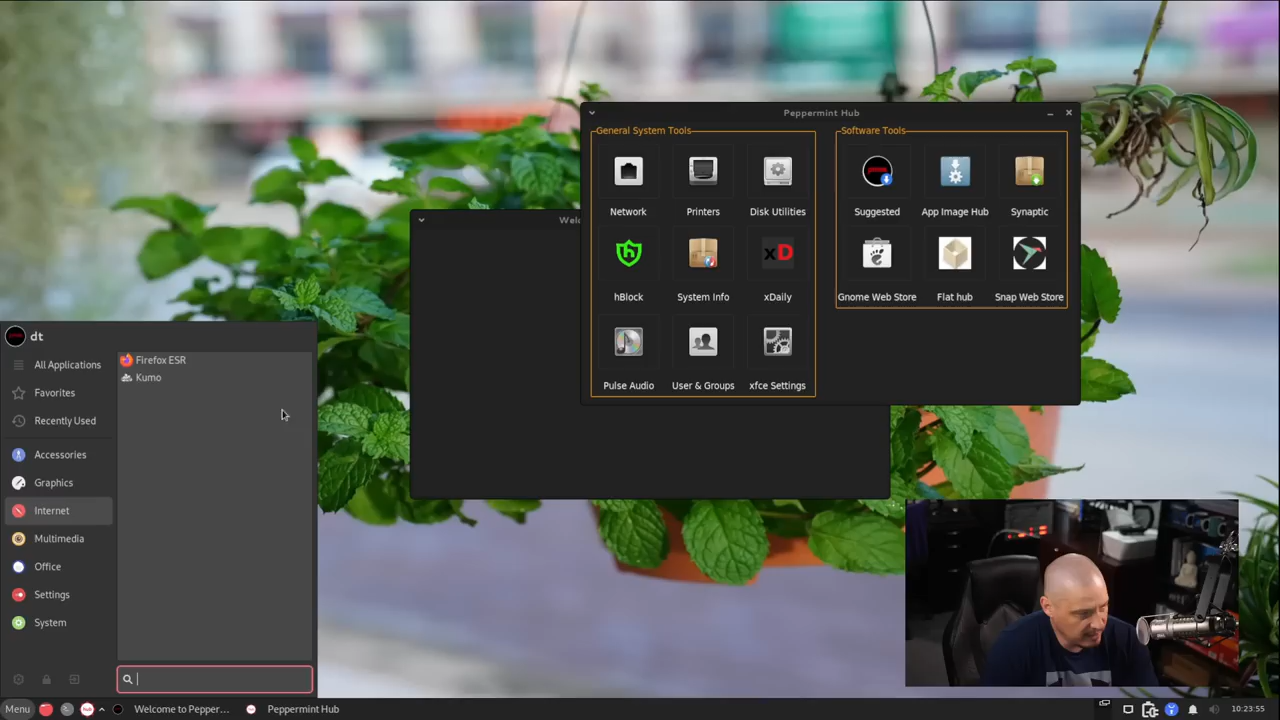 Peppermint Hub
General System Tools
Software Tools
Network
Printers
Disk Utilities
Suggested
App Image Hub
Synaptic
h
xD
hBlock
System Info
xDaily
Gnome Web Store
Flat hub
Snap Web Store
Pulse Audio
User & Groups
xfce Settings
Welc
dt
All Applications
Favorites
Recently Used
Accessories
Graphics
Internet
Multimedia
Office
Settings
System
Firefox ESR
Kumo
Menu
Welcome to Pepper...
Peppermint Hub
10:23:55